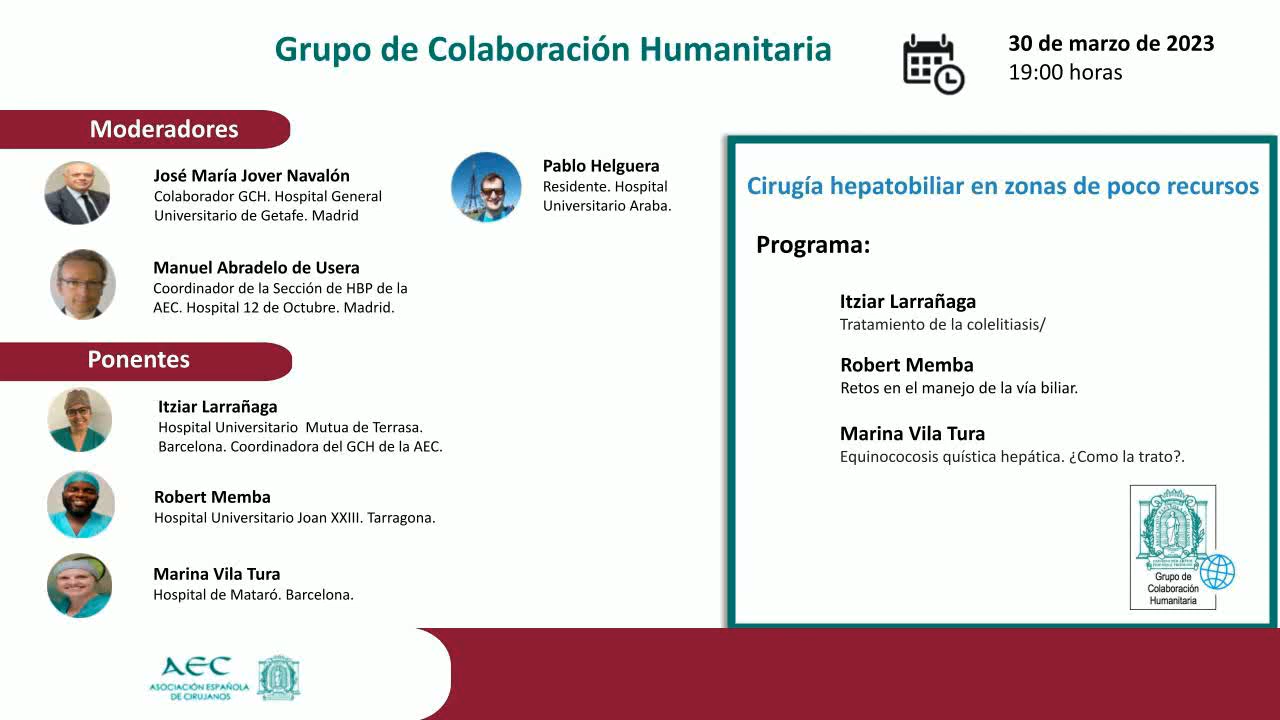 Grupo de Colaboración Humanitaria
30 de marzo de 2023
19:00 horas
Moderadores
José María Jover Navalón
Colaborador GCH. Hospital General
Universitario de Getafe. Madrid
Pablo Helguera
Residente. Hospital
Universitario Araba.
Manuel Abradelo de Usera
Coordinador de la Sección de HBP de la
AEC. Hospital 12 de Octubre. Madrid.
Ponentes
Itziar Larrañaga
Hospital Universitario  Mutua de Terrasa.
Barcelona. Coordinadora del GCH de la AEC.
Robert Memba
Hospital Universitario Joan XXIII. Tarragona.
Marina Vila Tura
Hospital de Mataró. Barcelona.
Cirugía hepatobiliar en zonas de poco recursos
Programa:
Itziar Larrañaga
Tratamiento de la colelitiasis/
Robert Memba
Retos en el manejo de la vía biliar.
Marina Vila Tura
Equinococosis quística hepática. ¿Como la trato?.
Grupo de
Colaboración
Humanitaria
AEC
ASOCIACIÓN ESPAÑOLA
DE CIRUJANOS